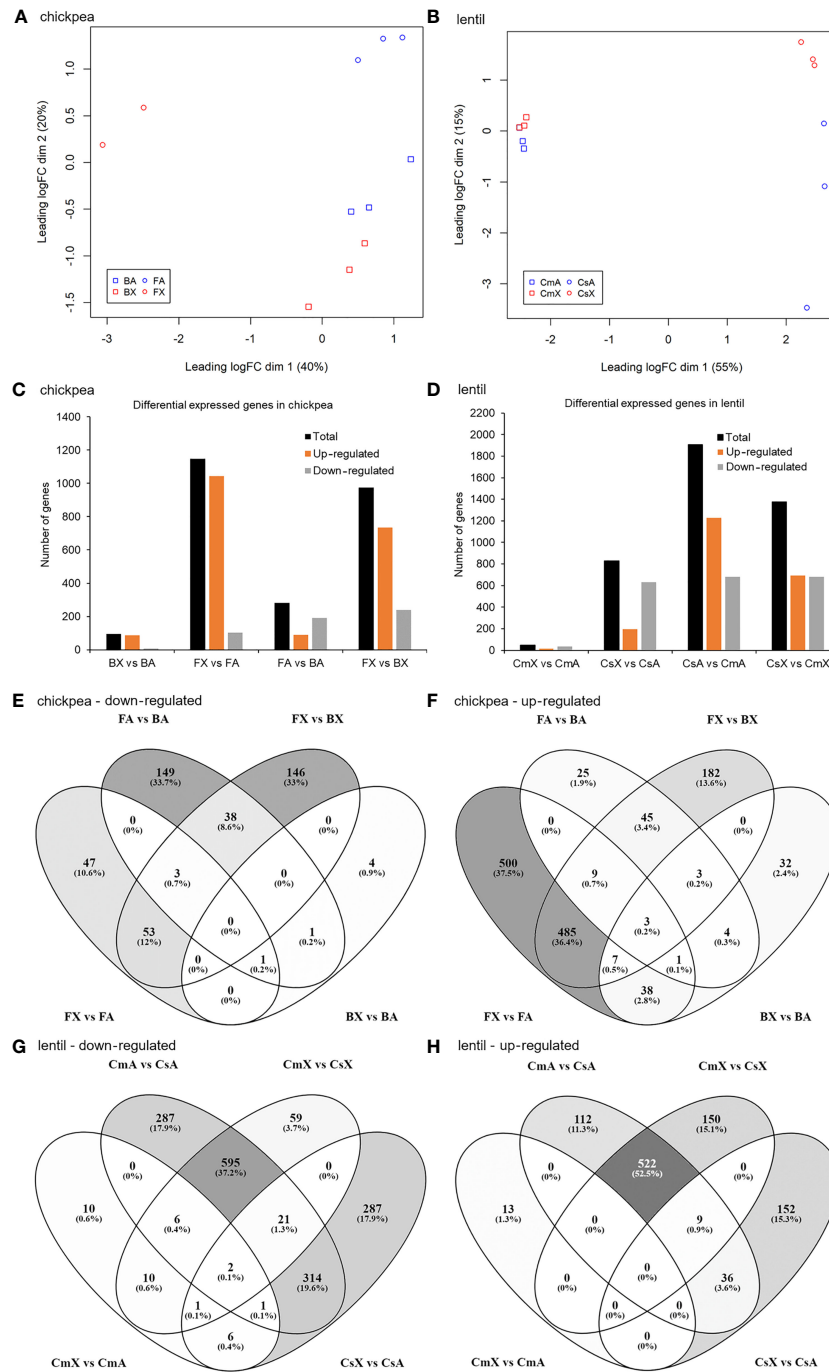 A chickpea
B lentil
Leading logFC dim 2 (20%)
1.0
0.5
0.0
-0.5
-1.0
-1.5
BA FA
BX FX
-3 -2 -1 0 1
Leading logFC dim 1 (40%)
Leading logFC dim 2 (15%)
1
0
-1
-2
-3
CmA CsA
CmX CsX
-2 -1 0 1 2
Leading logFC dim 1 (55%)
C chickpea
Differential expressed genes in chickpea
Number of genes
1400
1200
1000
800
600
400
200
0
Total
Up-regulated
Down-regulated
BX vs BA FX vs FA FA vs BA FX vs BX
D lentil
Differential expressed genes in lentil
Number of genes
2200
2000
1800
1600
1400
1200
1000
800
600
400
200
0
Total
Up-regulated
Down-regulated
CmX vs CmA CsX vs CsA CsA vs CmA CsX vs CmX
E chickpea - down-regulated
FA vs BA FX vs BX
149 146
(33.7%) (33%)
0 38 0
(0%) (8.6%) (0%)
47 4
(10.6%) (0.9%)
3 0
(0.7%) (0%)
0
(0%)
53 1
(12%) (0.2%)
0 1
(0%) (0.2%)
0
(0%)
FX vs FA BX vs BA
F chickpea - up-regulated
FA vs BA FX vs BX
25 182
(1.9%) (13.6%)
0 45 0
(0%) (3.4%) (0%)
500 32
(37.5%) (2.4%)
9 3
(0.7%) (0.2%)
3
(0.2%)
485 4
(36.4%) (0.3%)
7 1
(0.5%) (0.1%)
38
(2.8%)
FX vs FA BX vs BA
G lentil - down-regulated
CmA vs CsA CmX vs CsX
287 59
(17.9%) (3.7%)
0 595 0
(0%) (37.2%) (0%)
10 287
(0.6%) (17.9%)
6 21
(0.4%) (1.3%)
2
(0.1%)
10 314
(0.6%) (19.6%)
1 1
(0.1%) (0.1%)
6
(0.4%)
CmX vs CmA CsX vs CsA
H lentil - up-regulated
CmA vs CsA CmX vs CsX
112 150
(11.3%) (15.1%)
0 522 0
(0%) (52.5%) (0%)
13 152
(1.3%) (15.3%)
0 9
(0%) (0.9%)
0
(0%)
0 36
(0%) (3.6%)
0 0
(0%) (0%)
0
(0%)
CmX vs CmA CsX vs CsA